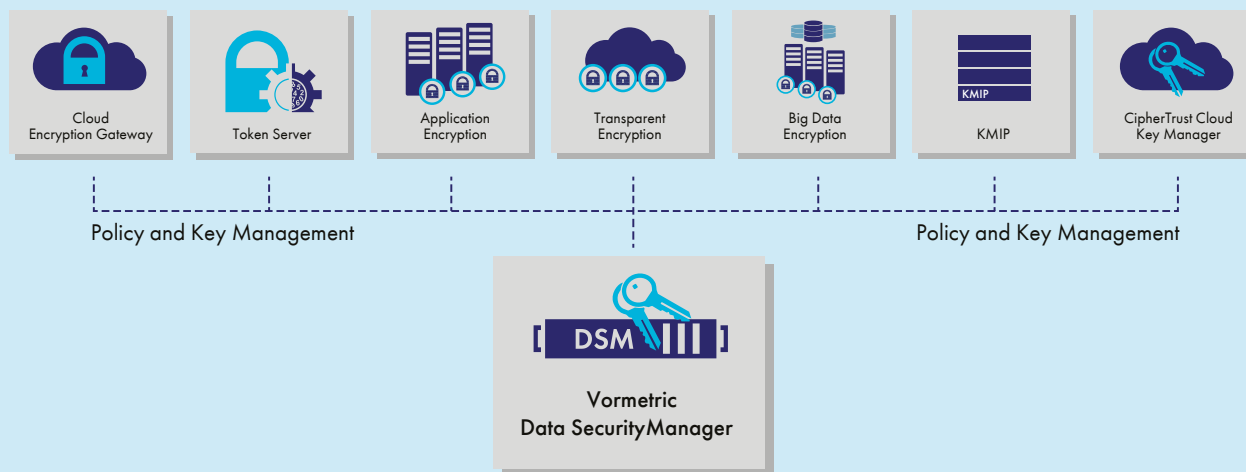 Cloud
Encryption Gateway
Token Server
Application
Encryption
Transparent
Encryption
Big Data
Encryption
KMIP
KMIP
CipherTrust Cloud
Key Manager
Policy and Key Management
Policy and Key Management
DSM
Vormetric
Data SecurityManager